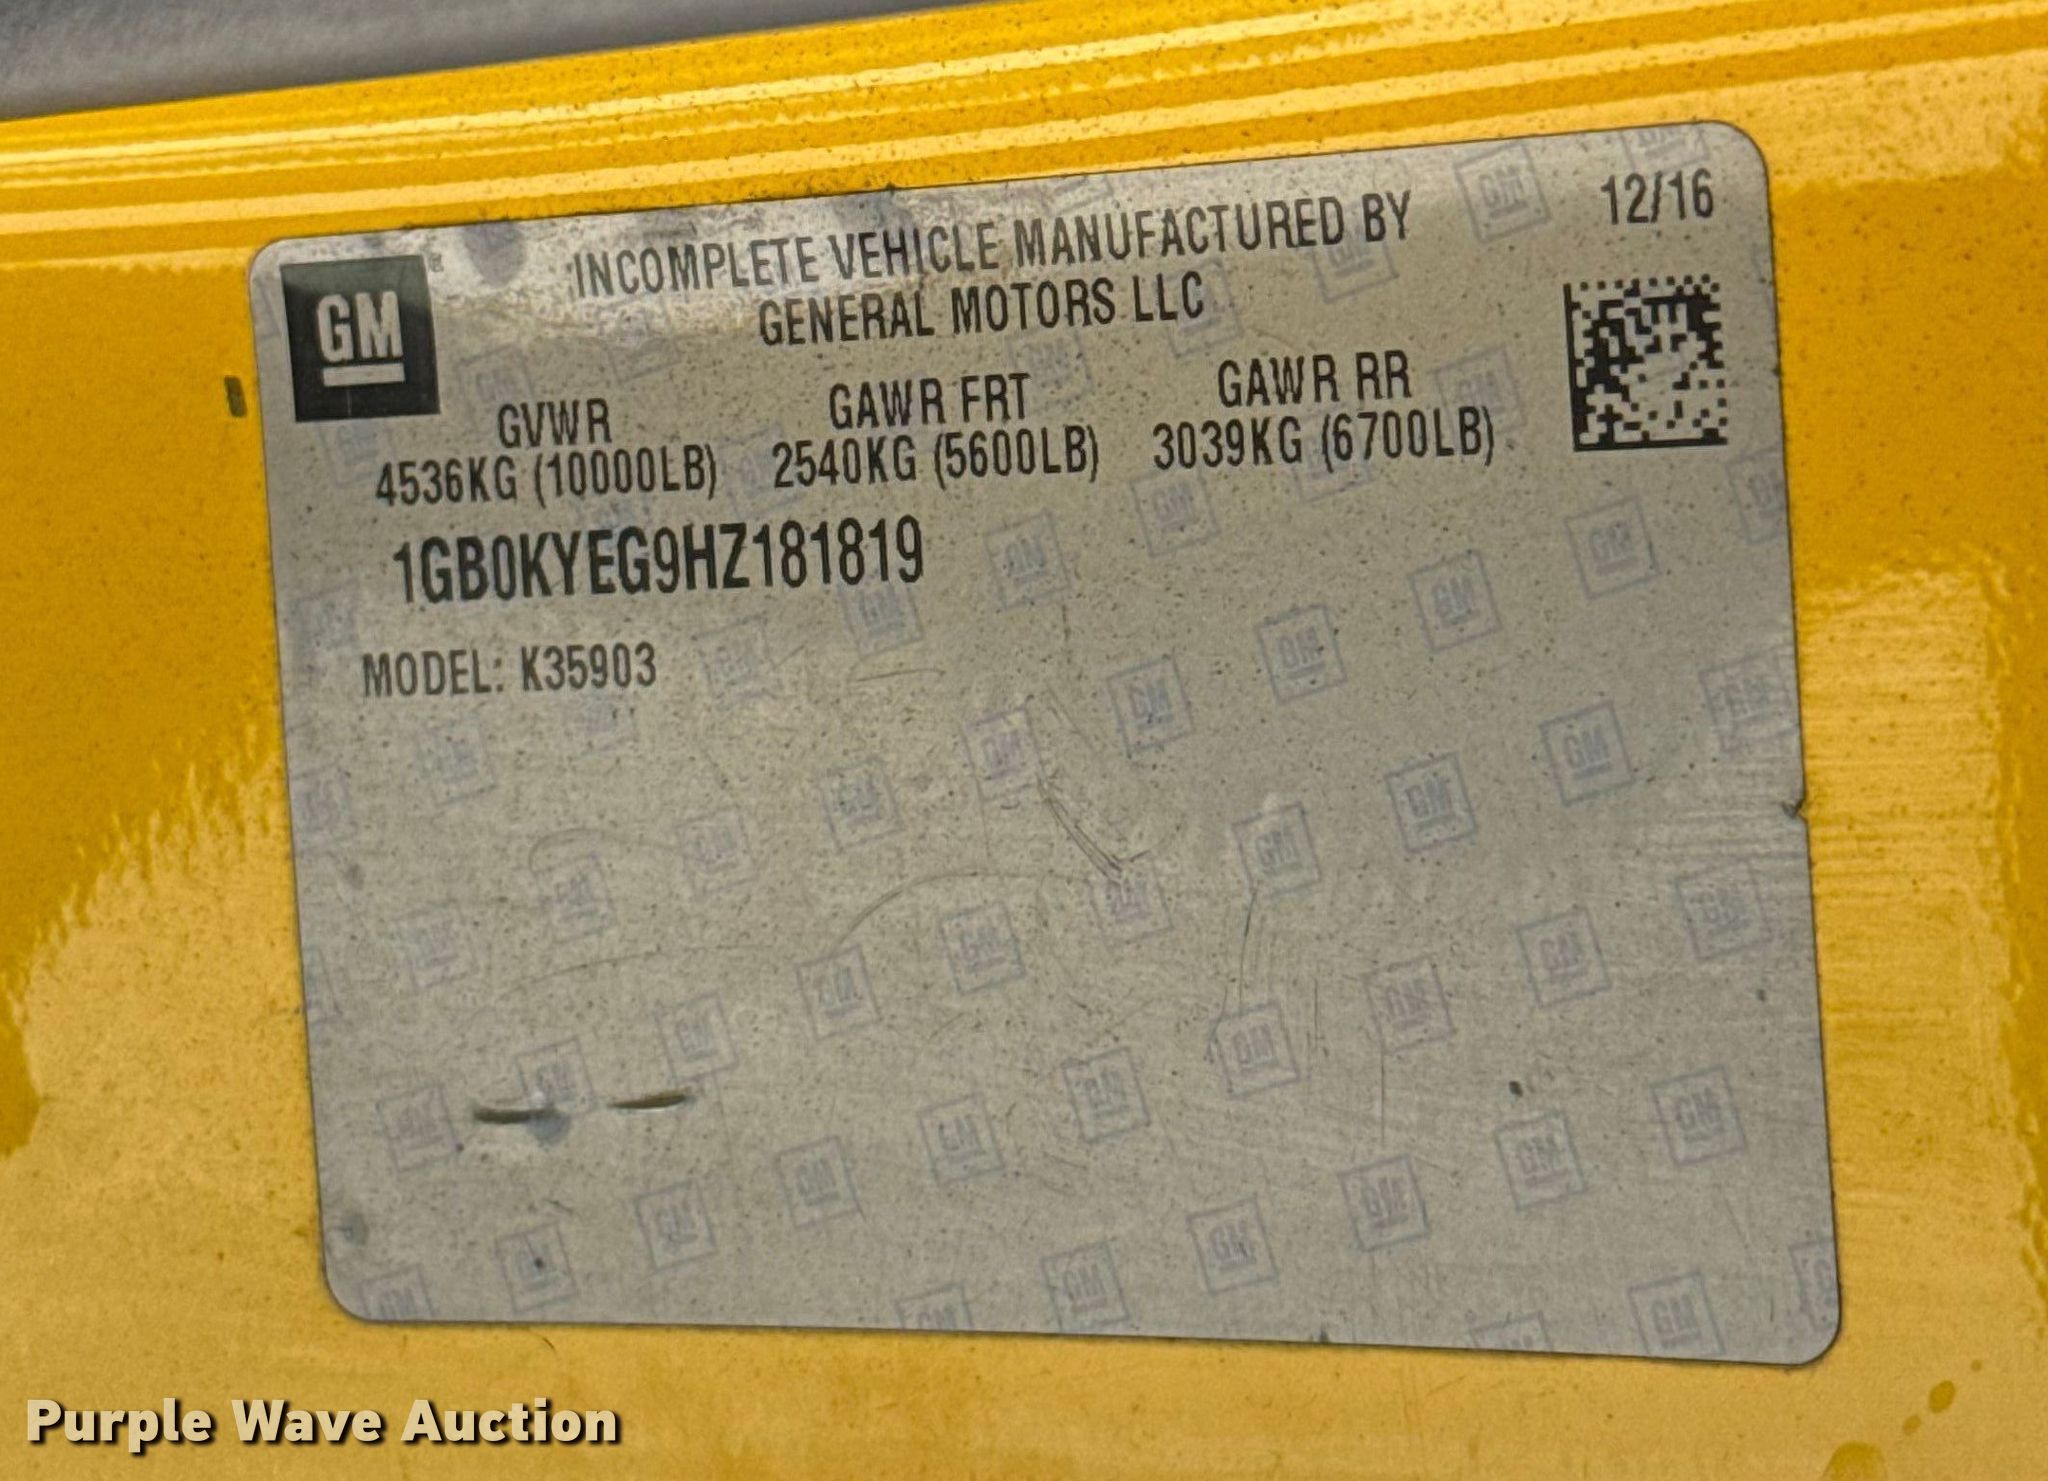 GM
INCOMPLETE VEHICLE MANUFACTURED BY
12/16
GENERAL MOTORS LLC
GVWR
GAWR FRT
GAWR RR
4536KG (10000LB)
2540KG (5600LB)
3039KG (6700LB)
1GB0KYEG9HZ181819
MODEL: K35903
Purple Wave Auction